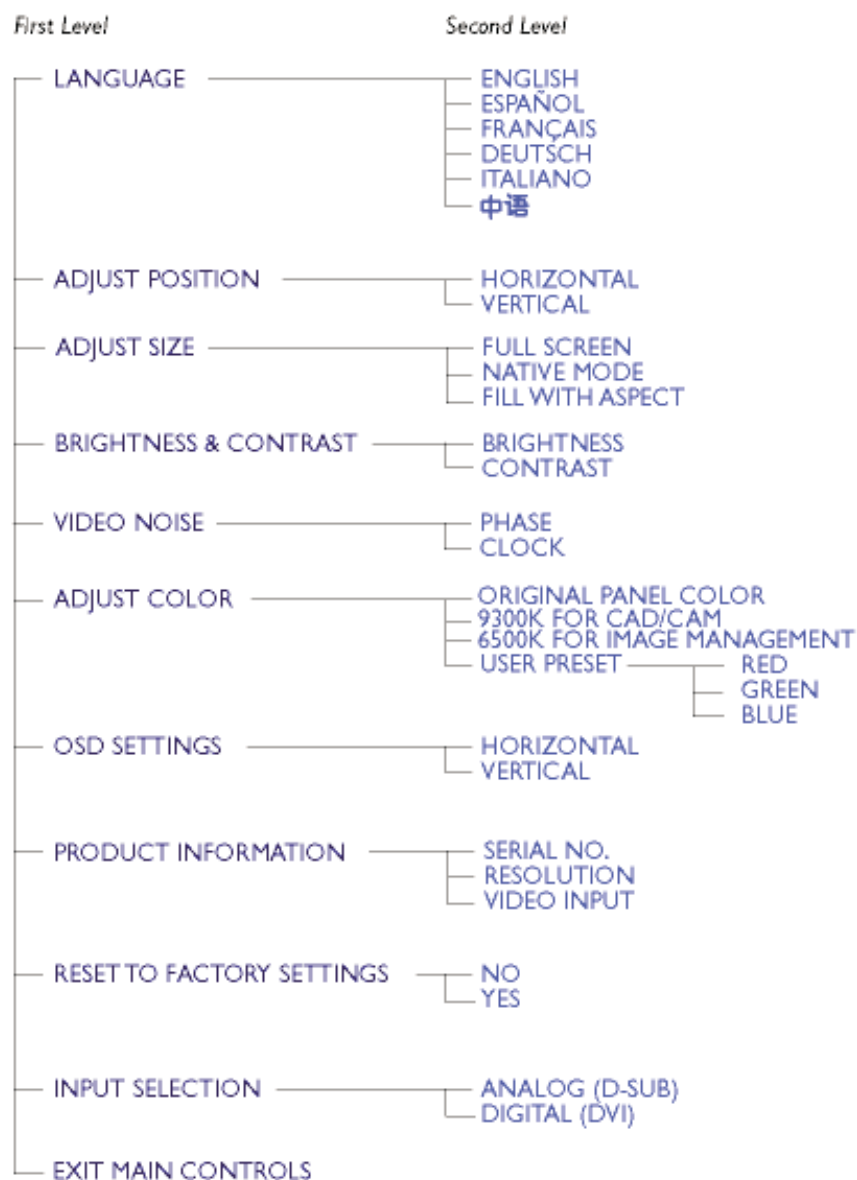 First Level Second Level
LANGUAGE ENGLISH
ESPAÑOL
FRANÇAIS
DEUTSCH
ITALIANO
中语
ADJUST POSITION HORIZONTAL
VERTICAL
ADJUST SIZE FULL SCREEN
NATIVE MODE
FILL WITH ASPECT
BRIGHTNESS & CONTRAST BRIGHTNESS
CONTRAST
VIDEO NOISE PHASE
CLOCK
ADJUST COLOR ORIGINAL PANEL COLOR
9300K FOR CAD/CAM
6500K FOR IMAGE MANAGEMENT
USER PRESET RED
GREEN
BLUE
OSD SETTINGS HORIZONTAL
VERTICAL
PRODUCT INFORMATION SERIAL NO.
RESOLUTION
VIDEO INPUT
RESET TO FACTORY SETTINGS NO
YES
INPUT SELECTION ANALOG (D-SUB)
DIGITAL (DVI)
EXIT MAIN CONTROLS